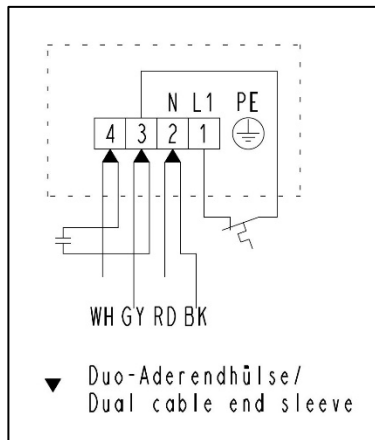 N L1 PE
4 3 2 1
WH GY RD BK
Duo-Aderendhülse/
Dual cable end sleeve